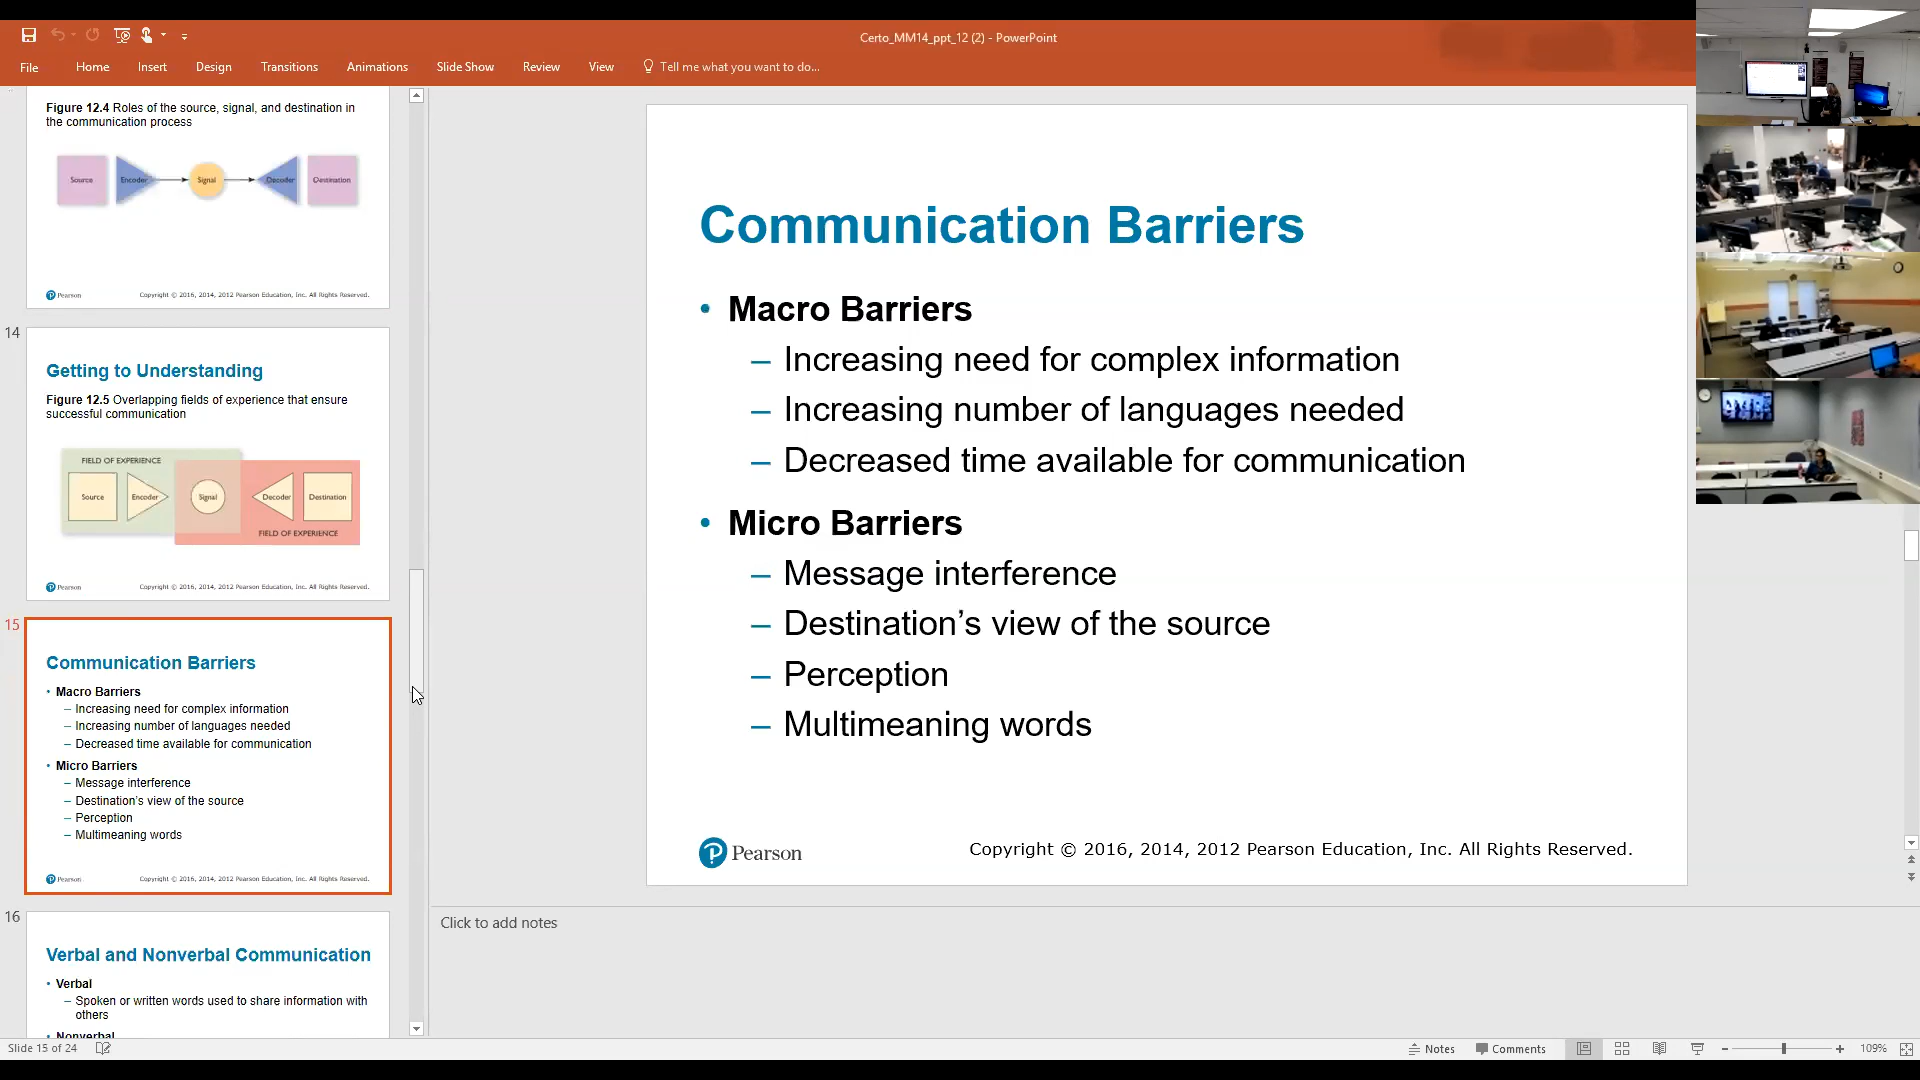 Certo_MM14_ppt_12 (2) - PowerPoint
File Home Insert Design Transitions Animations Slide Show Review View Tell me what you want to do...
Figure 12.4 Roles of the source, signal, and destination in
the communication process
Source Encoder Signal Decoder Destination
Pearson Copyright © 2016, 2014, 2012 Pearson Education, Inc. All Rights Reserved.
14
Getting to Understanding
Figure 12.5 Overlapping fields of experience that ensure
successful communication
FIELD OF EXPERIENCE
Source Encoder Signal Decoder Destination
FIELD OF EXPERIENCE
Pearson Copyright © 2016, 2014, 2012 Pearson Education, Inc. All Rights Reserved.
15
Communication Barriers
• Macro Barriers
– Increasing need for complex information
– Increasing number of languages needed
– Decreased time available for communication
• Micro Barriers
– Message interference
– Destination's view of the source
– Perception
– Multimeaning words
Pearson Copyright © 2016, 2014, 2012 Pearson Education, Inc. All Rights Reserved.
16
Verbal and Nonverbal Communication
• Verbal
– Spoken or written words used to share information with
others
• Nonverbal
Communication Barriers
• Macro Barriers
– Increasing need for complex information
– Increasing number of languages needed
– Decreased time available for communication
• Micro Barriers
– Message interference
– Destination’s view of the source
– Perception
– Multimeaning words
Pearson Copyright © 2016, 2014, 2012 Pearson Education, Inc. All Rights Reserved.
Click to add notes
Slide 15 of 24 Notes Comments 109%